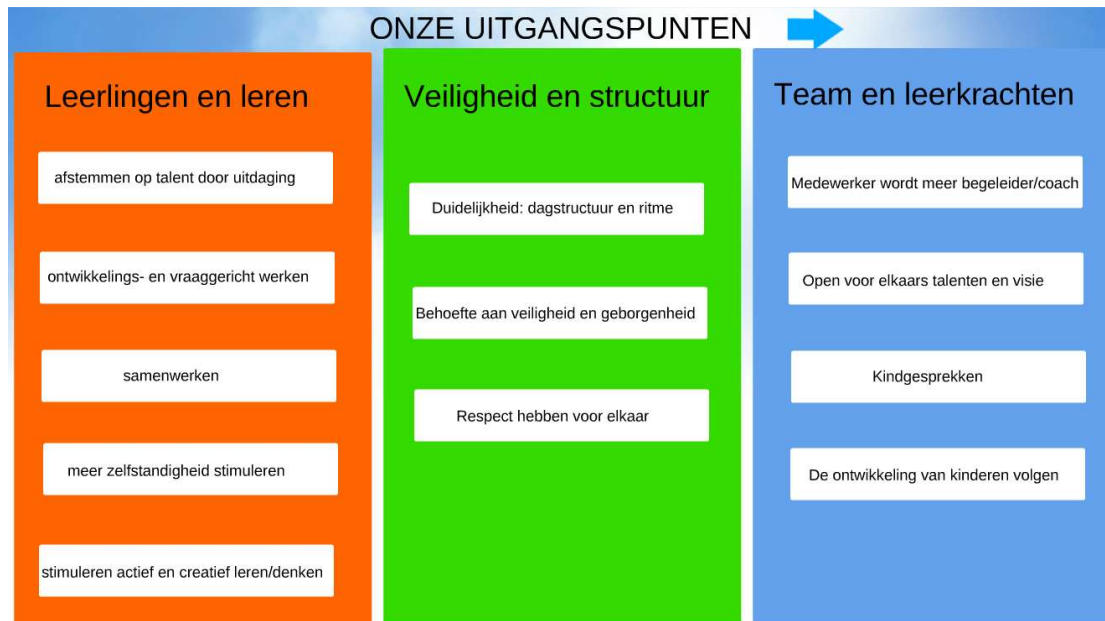 ONZE UITGANGSPUNTEN
Leerlingen en leren
afstemmen op talent door uitdaging
ontwikkelings- en vraaggericht werken
samenwerken
meer zelfstandigheid stimuleren
stimuleren actief en creatief leren/denken
Veiligheid en structuur
Duidelijkheid: dagstructuur en ritme
Behoefte aan veiligheid en geborgenheid
Respect hebben voor elkaar
Team en leerkrachten
Medewerker wordt meer begeleider/coach
Open voor elkaars talenten en visie
Kindgesprekken
De ontwikkeling van kinderen volgen